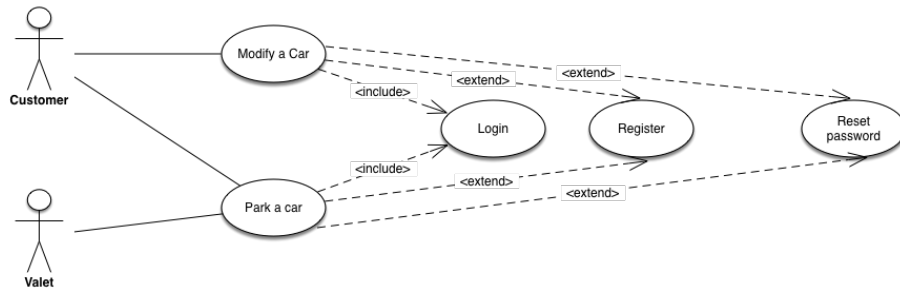 Modify a Car
<extend>
<extend>
<include>
Customer
Login
Register
Reset
password
<include>
<extend>
<extend>
Park a car
Valet